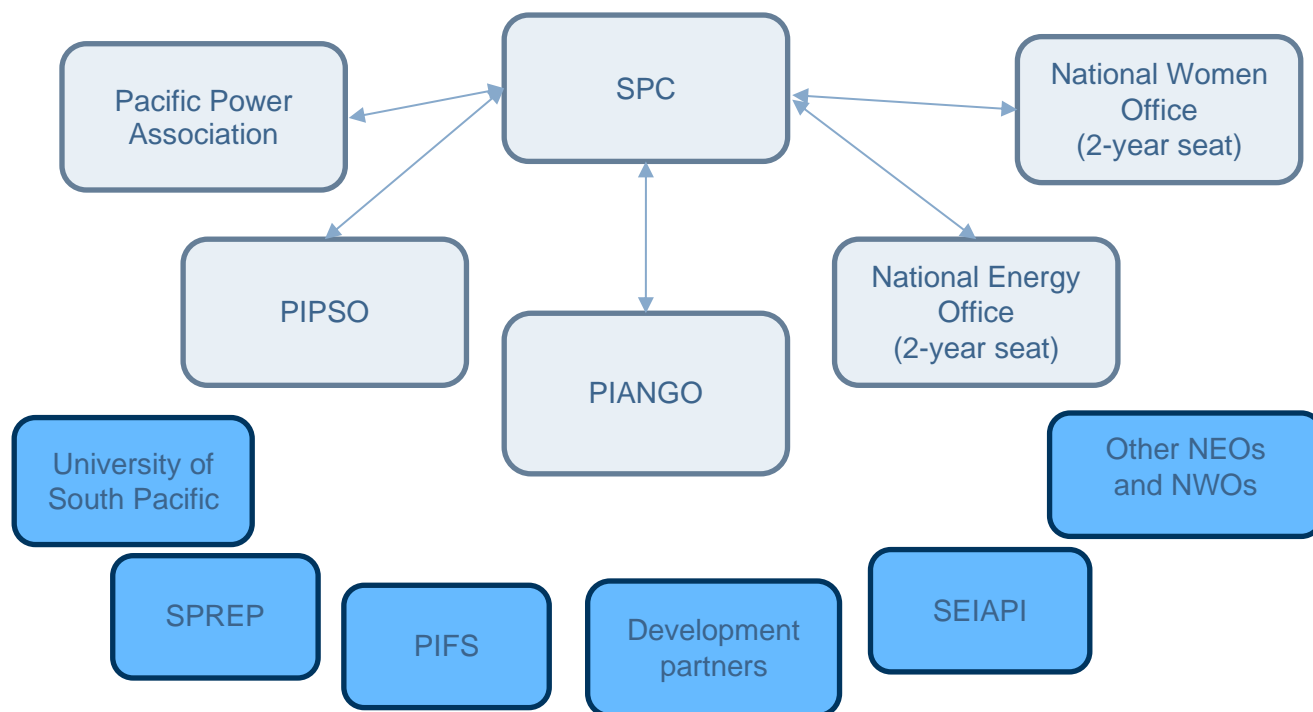 Pacific Power
Association
SPC
National Women
Office
(2-year seat)
PIPSO
PIANGO
National Energy
Office
(2-year seat)
University of
South Pacific
SPREP
PIFS
Development
partners
SEIAPI
Other NEOs
and NWOs